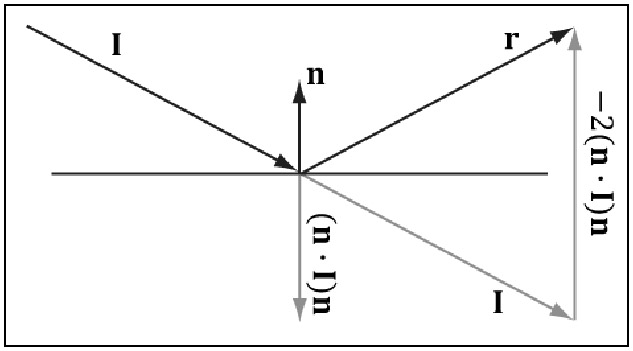 I
r
n
−2(n · I)n
(n · I)n
I